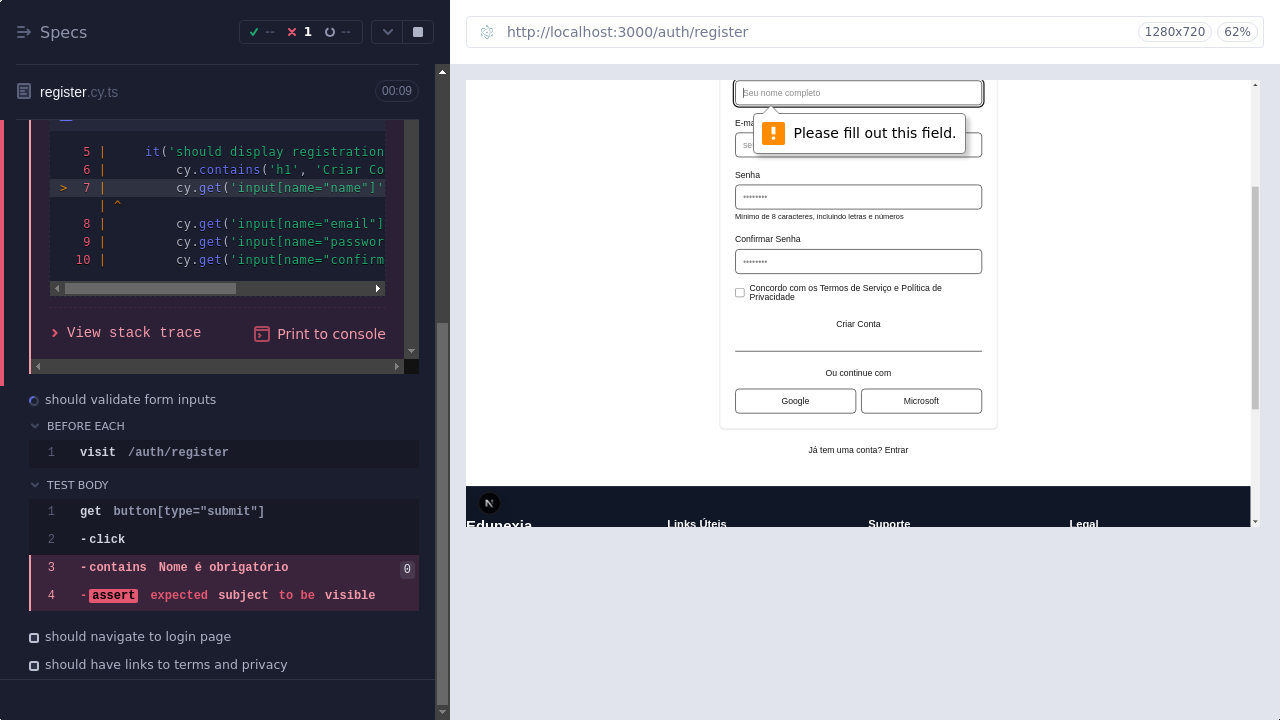 Specs
-- 1 --
http://localhost:3000/auth/register
1280x720
62%
register.cy.ts
00:09
5 | it('should display registration
6 | cy.contains('h1', 'Criar Co
> 7 | cy.get('input[name="name"]'
| ^
8 | cy.get('input[name="email"]
9 | cy.get('input[name="passwor
10 | cy.get('input[name="confirm
View stack trace
Print to console
should validate form inputs
BEFORE EACH
1 visit /auth/register
TEST BODY
1 get button[type="submit"]
2 -click
3 -contains Nome é obrigatório 0
4 -assert expected subject to be visible
should navigate to login page
should have links to terms and privacy
Seu nome completo
Please fill out this field.
Senha
••••••••
Mínimo de 8 caracteres, incluindo letras e números
Confirmar Senha
••••••••
Concordo com os Termos de Serviço e Política de
Privacidade
Criar Conta
Ou continue com
Google
Microsoft
Já tem uma conta? Entrar
N
Edunexia
Links Úteis
Suporte
Legal